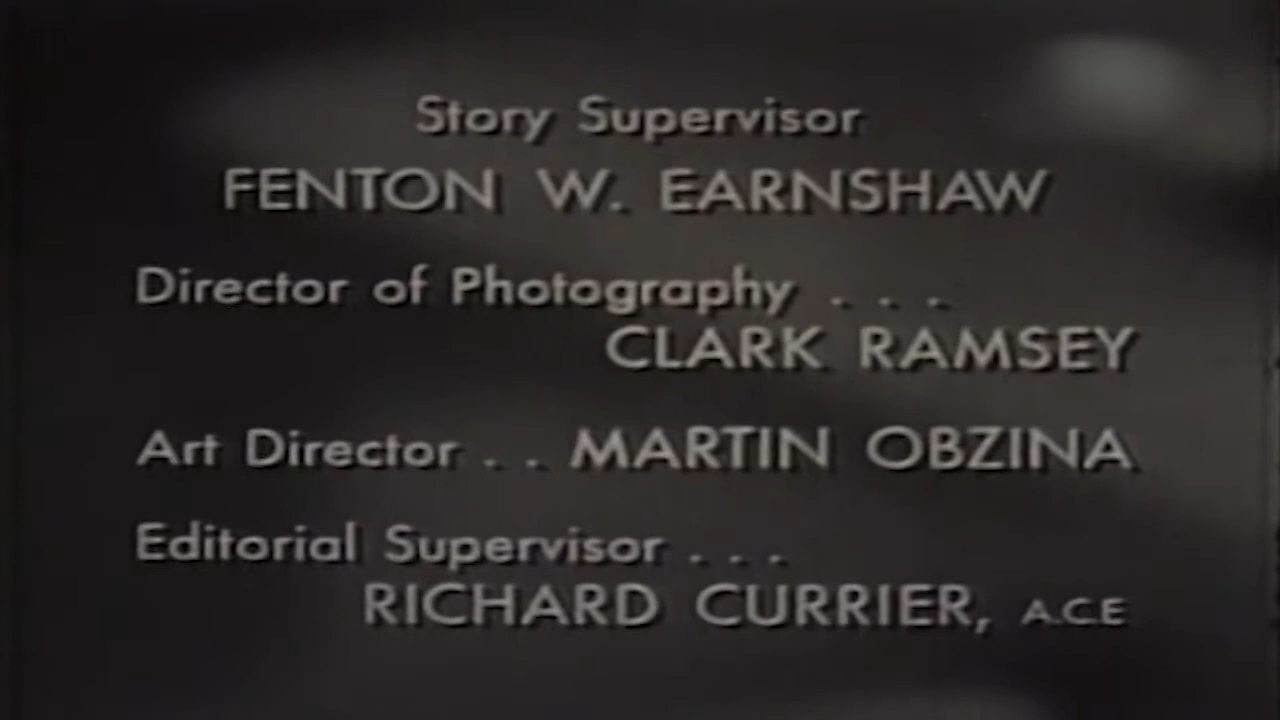 Story Supervisor
FENTON W. EARNSHAW
Director of Photography . . .
CLARK RAMSEY
Art Director . . MARTIN OBZINA
Editorial Supervisor . . .
RICHARD CURRIER, A.C.E